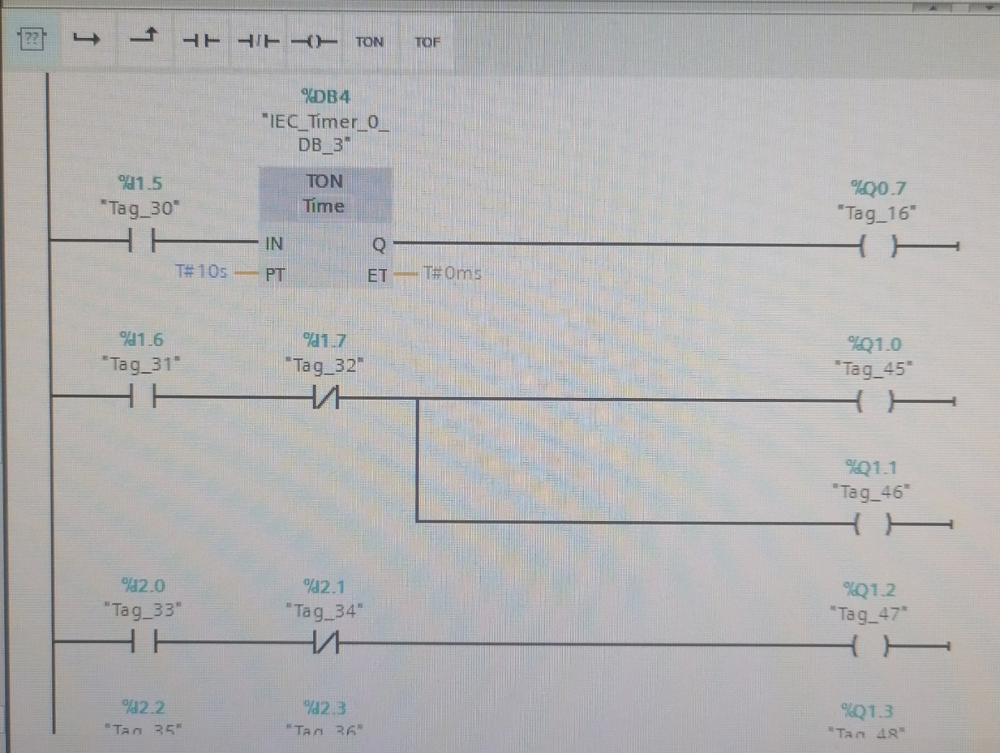 ??
TON
TOF
%DB4
"IEC_Timer_0_
DB_3"
%I1.5
"Tag_30"
TON
Time
%Q0.7
"Tag_16"
IN
Q
T#10s
PT
ET
T#0ms
%I1.6
"Tag_31"
%I1.7
"Tag_32"
%Q1.0
"Tag_45"
%Q1.1
"Tag_46"
%I2.0
"Tag_33"
%I2.1
"Tag_34"
%Q1.2
"Tag_47"
%I2.2
"Tag_35"
%I2.3
"Tag_36"
%Q1.3
"Tag_48"